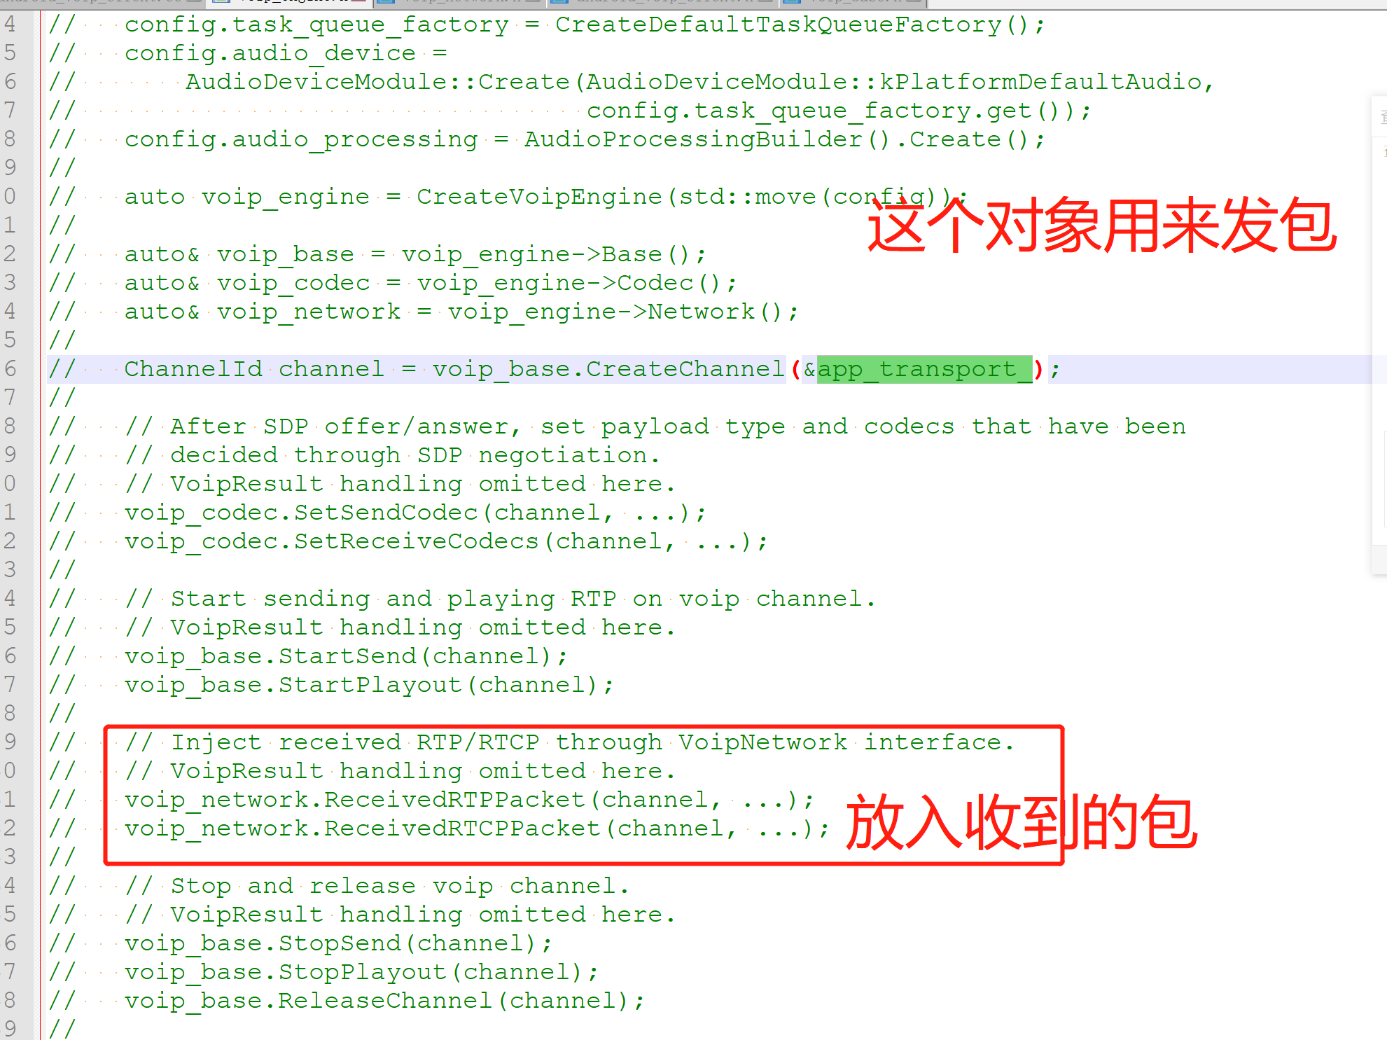 4 //   config.task_queue_factory = CreateDefaultTaskQueueFactory();
5 //   config.audio_device =
6 //       AudioDeviceModule::Create(AudioDeviceModule::kPlatformDefaultAudio,
7 //                                 config.task_queue_factory.get());
8 //   config.audio_processing = AudioProcessingBuilder().Create();
9 //
0 //   auto voip_engine = CreateVoipEngine(std::move(config));
这个对象用来发包
1 //
2 //   auto& voip_base = voip_engine->Base();
3 //   auto& voip_codec = voip_engine->Codec();
4 //   auto& voip_network = voip_engine->Network();
5 //
6 //   ChannelId channel = voip_base.CreateChannel(&app_transport_);
7 //
8 //   // After SDP offer/answer, set payload type and codecs that have been
9 //   // decided through SDP negotiation.
0 //   // VoipResult handling omitted here.
1 //   voip_codec.SetSendCodec(channel, ...);
2 //   voip_codec.SetReceiveCodecs(channel, ...);
3 //
4 //   // Start sending and playing RTP on voip channel.
5 //   // VoipResult handling omitted here.
6 //   voip_base.StartSend(channel);
7 //   voip_base.StartPlayout(channel);
8 //
9 //   // Inject received RTP/RTCP through VoipNetwork interface.
0 //   // VoipResult handling omitted here.
1 //   voip_network.ReceivedRTPPacket(channel, ...);
2 //   voip_network.ReceivedRTCPPacket(channel, ...);
放入收到的包
3 //
4 //   // Stop and release voip channel.
5 //   // VoipResult handling omitted here.
6 //   voip_base.StopSend(channel);
7 //   voip_base.StopPlayout(channel);
8 //   voip_base.ReleaseChannel(channel);
9 //